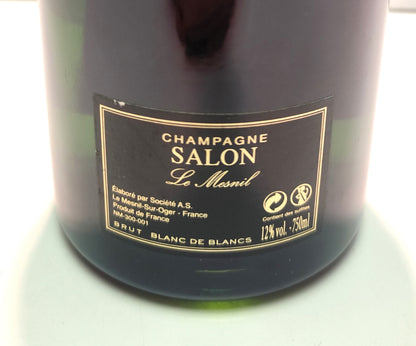 CHAMPAGNE
SALON
Le Mesnil
Élaboré par Société A.S.
Le Mesnil-Sur-Oger - France
Produit de France
NM-300-001
Contient des sulfites
12% vol. - 750ml
BRUT BLANC DE BLANCS